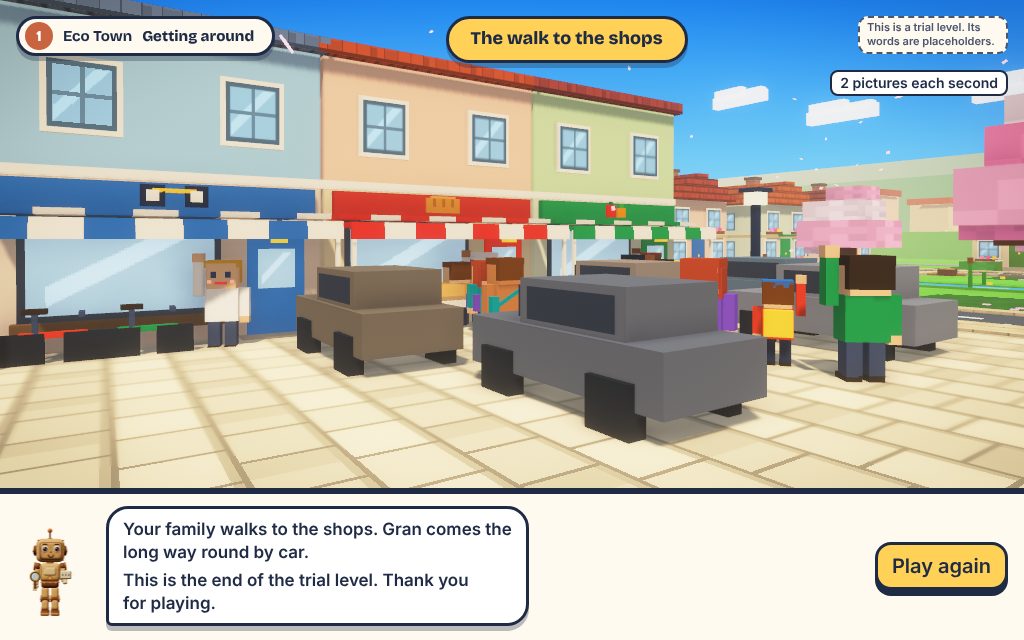 1 Eco Town Getting around
The walk to the shops
This is a trial level. Its
words are placeholders.
2 pictures each second
Your family walks to the shops. Gran comes the
long way round by car.
This is the end of the trial level. Thank you
for playing.
Play again